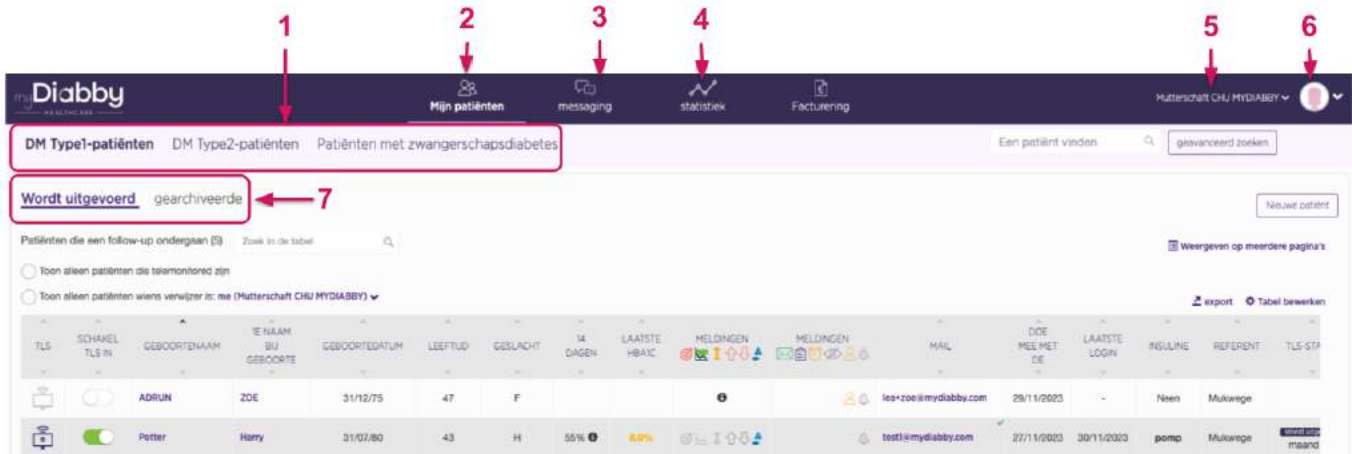 1 2 3 4 5 6
myDiabby
HEALTHCARE
Mijn patiënten messaging statistiek Facturering Mutterschaft CHU MYDIABBY
DM Type1-patiënten DM Type2-patiënten Patiënten met zwangerschapsdiabetes Een patiënt vinden geavanceerd zoeken
Wordt uitgevoerd gearchiveerde 7 Nieuwe patiënt
Patiënten die een follow-up ondergaan (5) Zoek in de tabel Weergeven op meerdere pagina's
Toon alleen patiënten die telemonitored zijn
Toon alleen patiënten wiens verwijzer is: me (Mutterschaft CHU MYDIABBY) export Tabel bewerken
TLS SCHAKEL TLS IN GEBOORTENAAM 1E NAAM BIJ GEBOORTE GEBOORTEDATUM LEEFTIJD GESLACHT 14 DAGEN LAATSTE HBA1C MELDINGEN MELDINGEN MAIL DOE MEE MET DE LAATSTE LOGIN INSULINE REFERENT TLS-STA
ADRUN ZOE 31/12/75 47 F lea+zoe@mydiabby.com 29/11/2023 - Neen Mukwege
Potter Harry 31/07/80 43 H 55% 8.0% test1@mydiabby.com 27/11/2023 30/11/2023 pomp Mukwege maand